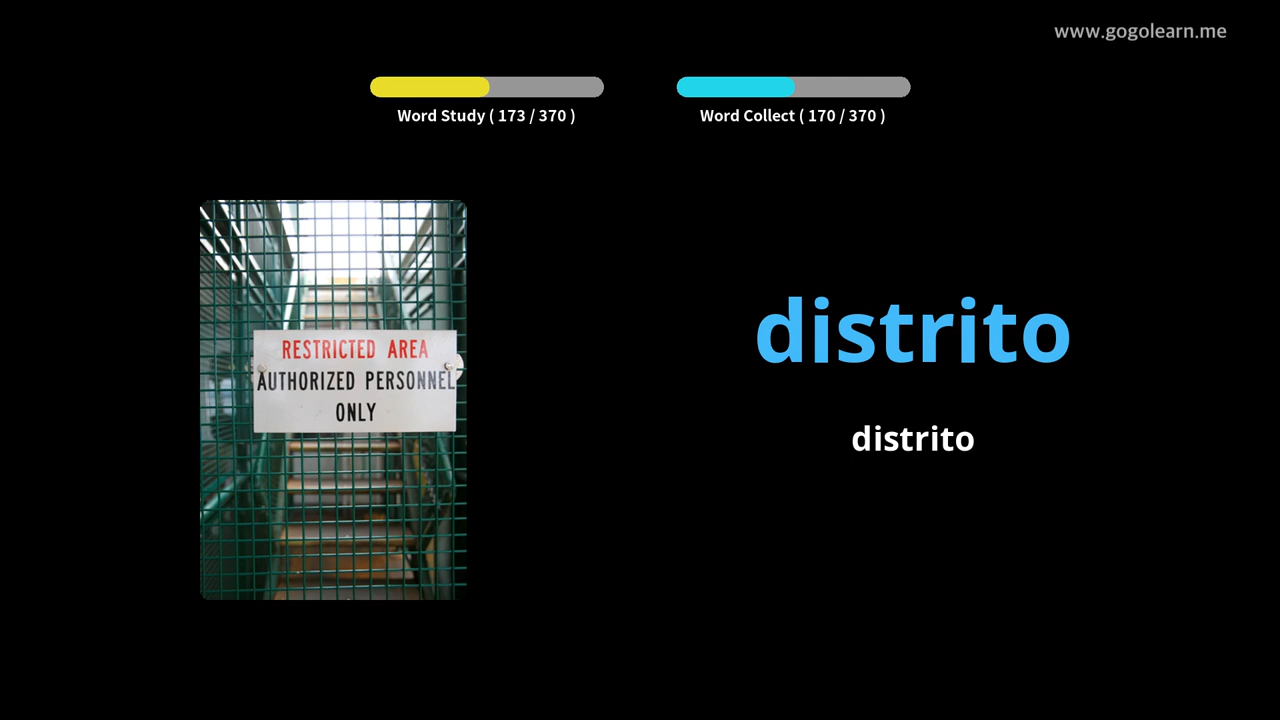 www.gogolearn.me
Word Study ( 173 / 370 )
Word Collect ( 170 / 370 )
RESTRICTED AREA
AUTHORIZED PERSONNEL
ONLY
distrito
distrito